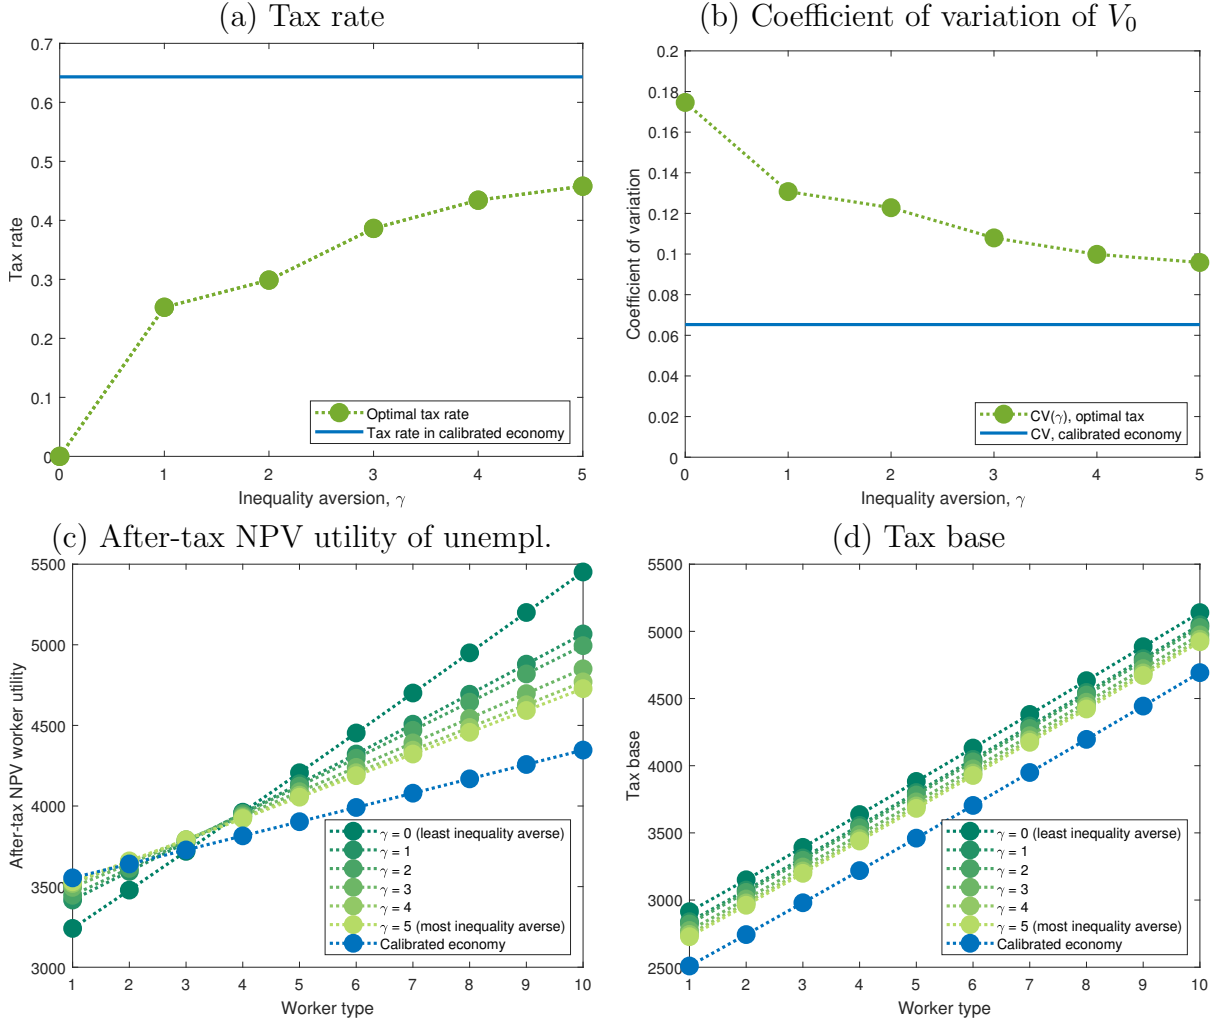 (a) Tax rate
0.7
0.6
0.5
0.4
0.3
0.2
0.1
0
Tax rate
Optimal tax rate
Tax rate in calibrated economy
0 1 2 3 4 5
Inequality aversion, γ
(b) Coefficient of variation of V₀
0.2
0.18
0.16
0.14
0.12
0.1
0.08
0.06
0.04
0.02
0
Coefficient of variation
CV(γ), optimal tax
CV, calibrated economy
0 1 2 3 4 5
Inequality aversion, γ
(c) After-tax NPV utility of unempl.
5500
5000
4500
4000
3500
3000
After-tax NPV worker utility
γ = 0 (least inequality averse)
γ = 1
γ = 2
γ = 3
γ = 4
γ = 5 (most inequality averse)
Calibrated economy
1 2 3 4 5 6 7 8 9 10
Worker type
(d) Tax base
5500
5000
4500
4000
3500
3000
2500
Tax base
γ = 0 (least inequality averse)
γ = 1
γ = 2
γ = 3
γ = 4
γ = 5 (most inequality averse)
Calibrated economy
1 2 3 4 5 6 7 8 9 10
Worker type